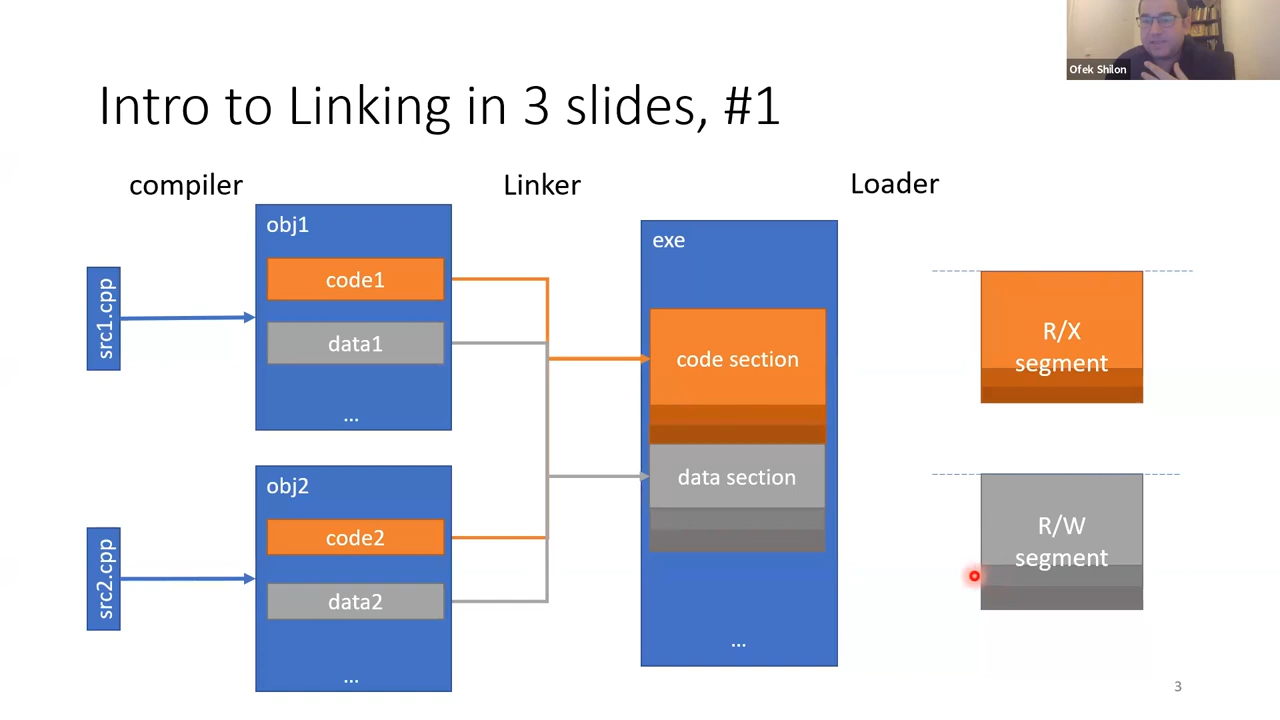 Ofek Shilon
Intro to Linking in 3 slides, #1
compiler
Linker
Loader
src1.cpp
obj1
code1
data1
...
src2.cpp
obj2
code2
data2
...
exe
code section
data section
...
R/X
segment
R/W
segment
3